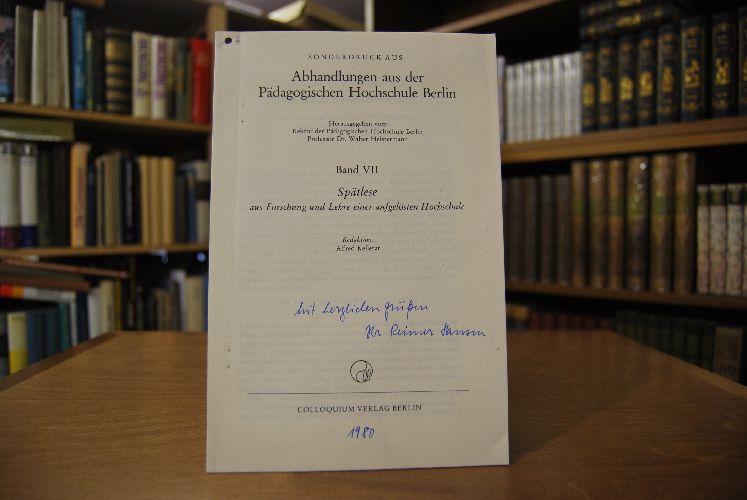 SONDERDRUCK AUS
Abhandlungen aus der
Pädagogischen Hochschule Berlin
Herausgegeben vom
Rektor der Pädagogischen Hochschule Berlin
Professor Dr. Walter Heistermann
Band VII
Spätlese
aus Forschung und Lehre einer aufgelösten Hochschule
Redaktion:
Alfred Kelletat
Mit herzlichen Grüßen
Ihr Reimer Hansen
COLLOQUIUM VERLAG BERLIN
1980